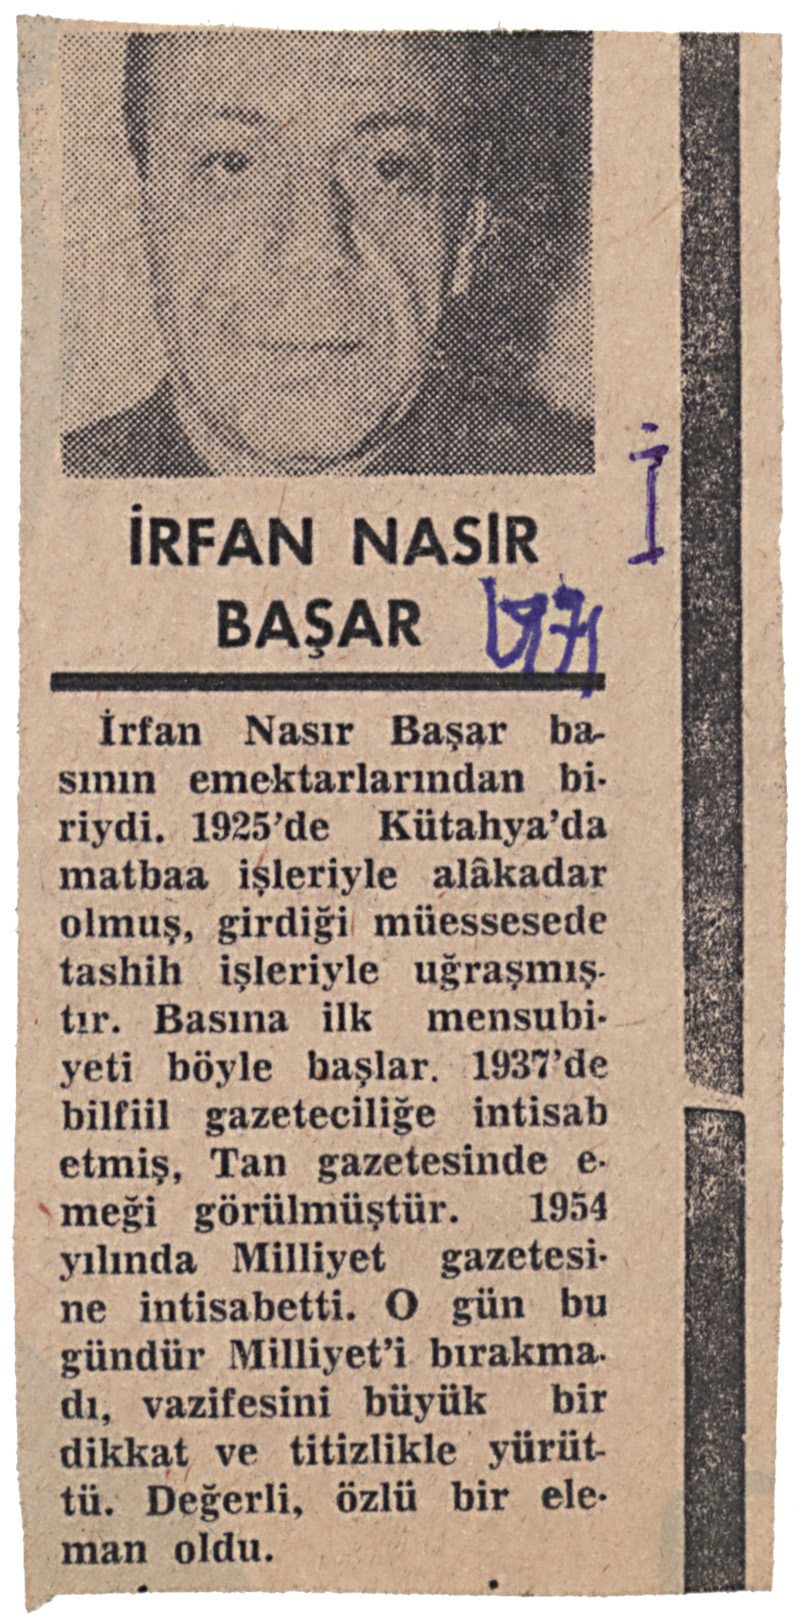 İRFAN NASIR
BAŞAR
İrfan Nasır Başar ba-
sının emektarlarından bi-
riydi. 1925'de Kütahya'da
matbaa işleriyle alâkadar
olmuş, girdiği müessesede
tashih işleriyle uğraşmış-
tır. Basına ilk mensubi-
yeti böyle başlar. 1937'de
bilfiil gazeteciliğe intisab
etmiş, Tan gazetesinde e-
meği görülmüştür. 1954
yılında Milliyet gazetesi-
ne intisabetti. O gün bu
gündür Milliyet'i bırakma-
dı, vazifesini büyük bir
dikkat ve titizlikle yürüt-
tü. Değerli, özlü bir ele-
man oldu.